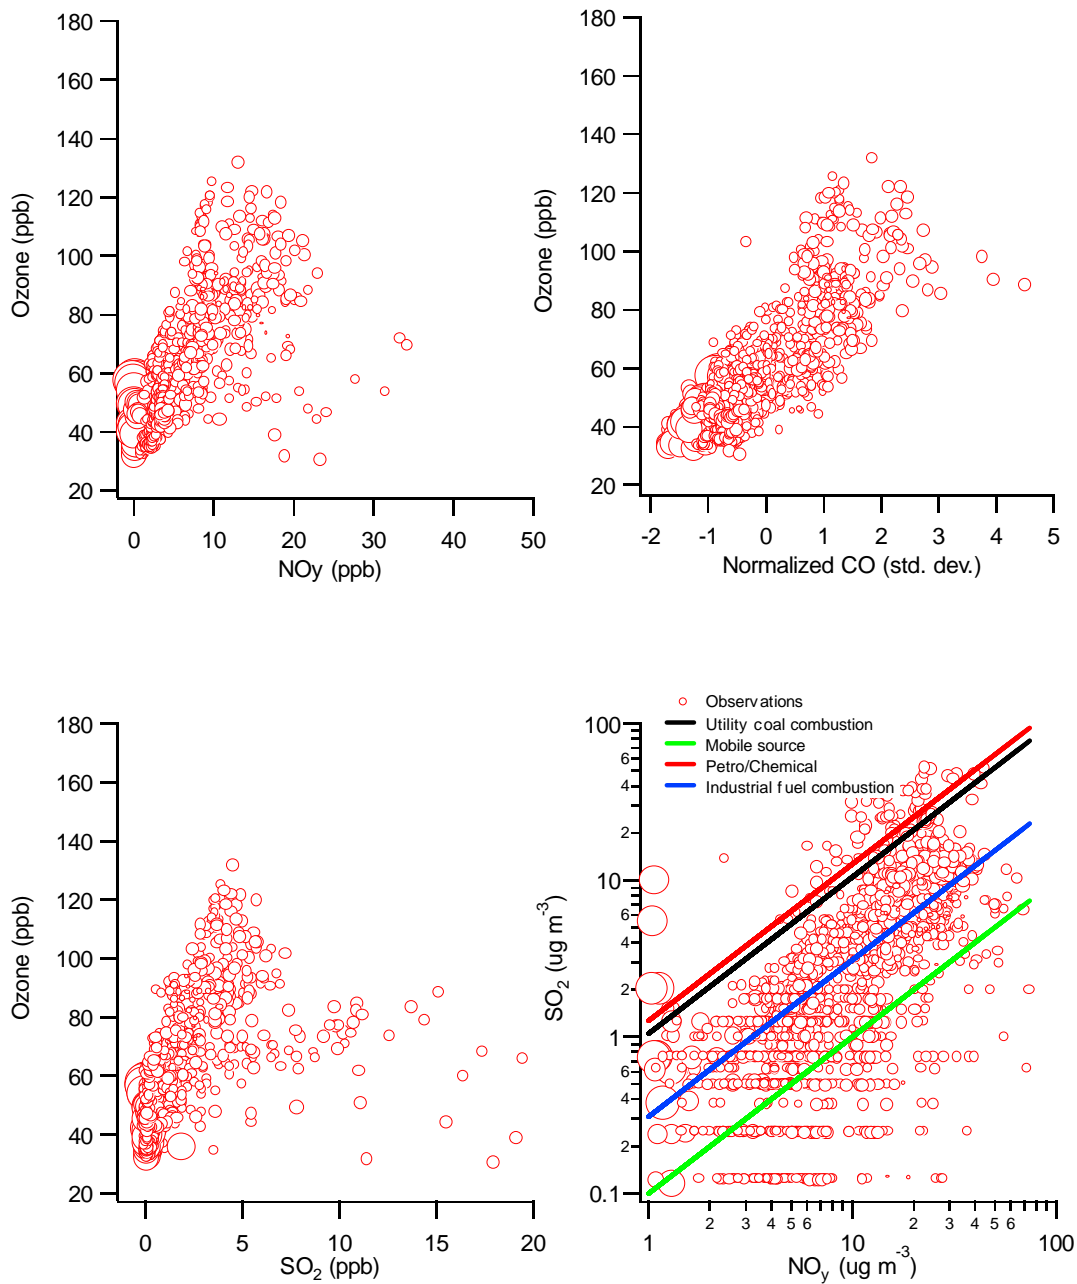 180
160
140
120
100
80
60
40
20
Ozone (ppb)
0 10 20 30 40 50
NOy (ppb)
180
160
140
120
100
80
60
40
20
Ozone (ppb)
-2 -1 0 1 2 3 4 5
Normalized CO (std. dev.)
180
160
140
120
100
80
60
40
20
Ozone (ppb)
0 5 10 15 20
SO2 (ppb)
Observations
Utility coal combustion
Mobile source
Petro/Chemical
Industrial fuel combustion
100
6
4
3
2
10
6
4
2
1
8
6
4
2
0.1
SO2 (ug m-3)
1 2 3 4 5 6 10 2 3 4 5 6 100
NOy (ug m-3)